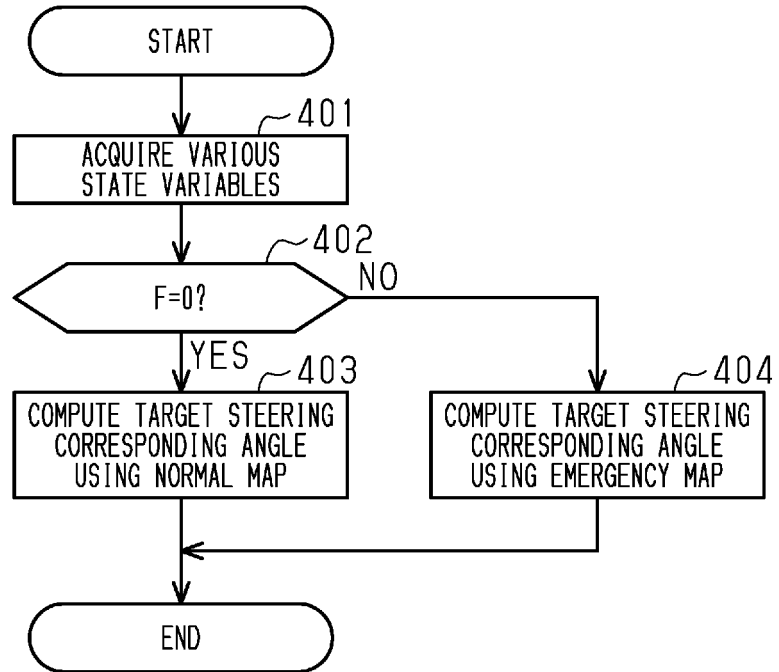 START
401
ACQUIRE VARIOUS
STATE VARIABLES
402
F=0?
NO
YES
403
COMPUTE TARGET STEERING
CORRESPONDING ANGLE
USING NORMAL MAP
404
COMPUTE TARGET STEERING
CORRESPONDING ANGLE
USING EMERGENCY MAP
END